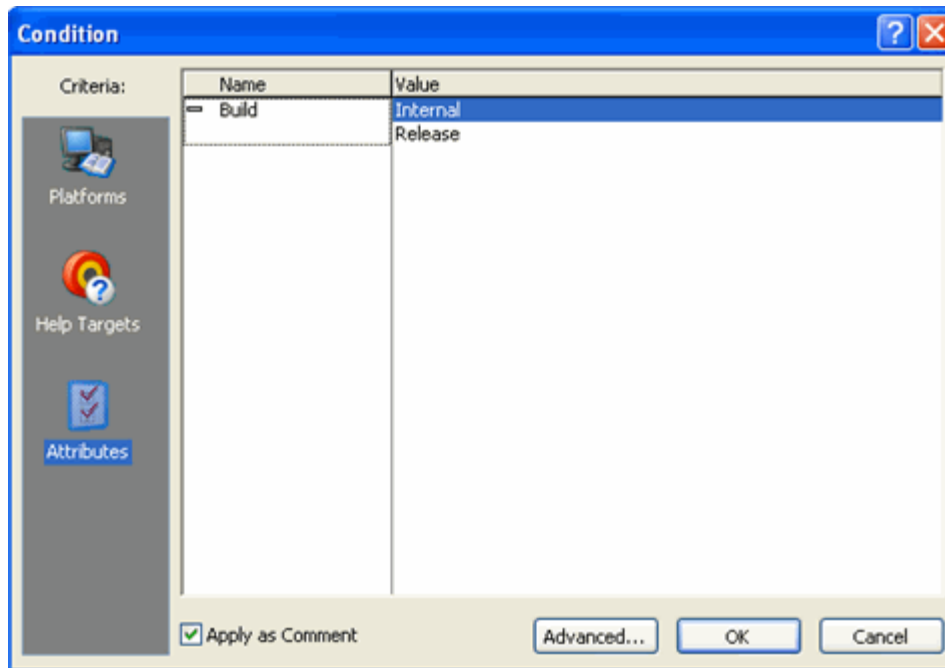 Condition
Criteria:
Name Value
Build Internal
Release
Platforms
Help Targets
Attributes
Apply as Comment Advanced... OK Cancel